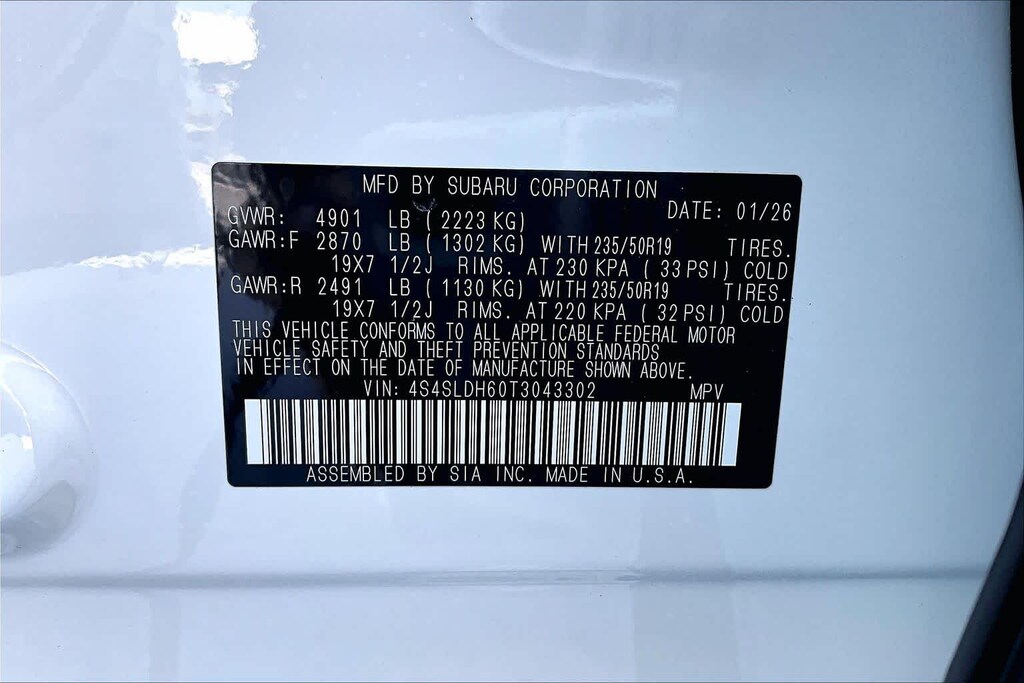 MFD BY SUBARU CORPORATION
GVWR: 4901 LB ( 2223 KG) DATE: 01/26
GAWR:F 2870 LB ( 1302 KG) WITH 235/50R19 TIRES.
19X7 1/2J RIMS. AT 230 KPA ( 33 PSI) COLD
GAWR:R 2491 LB ( 1130 KG) WITH 235/50R19 TIRES.
19X7 1/2J RIMS. AT 220 KPA ( 32 PSI) COLD
THIS VEHICLE CONFORMS TO ALL APPLICABLE FEDERAL MOTOR
VEHICLE SAFETY AND THEFT PREVENTION STANDARDS
IN EFFECT ON THE DATE OF MANUFACTURE SHOWN ABOVE.
VIN: 4S4SLDH60T3043302 MPV
ASSEMBLED BY SIA INC. MADE IN U.S.A.